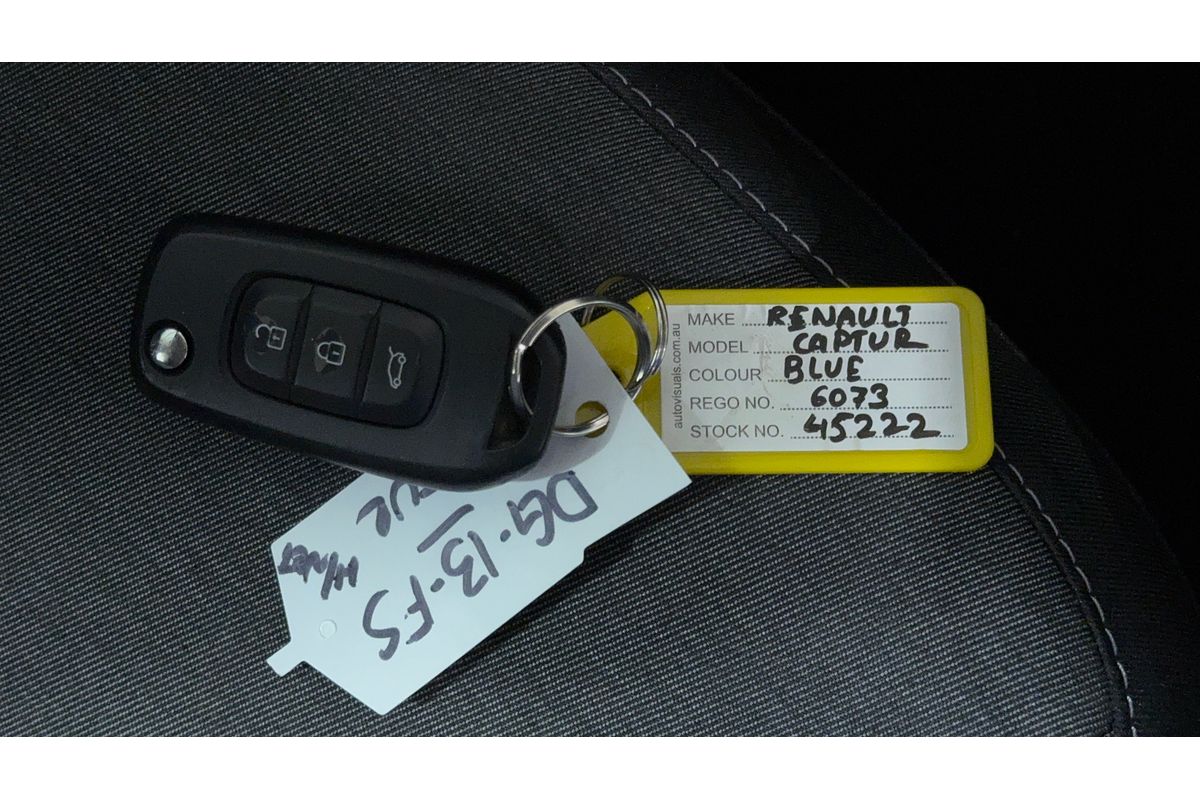 MAKE RENAULT
MODEL CAPTUR
COLOUR BLUE
REGO NO. 6073
STOCK NO. 45222
autovisuals.com.au
DG-13-FS